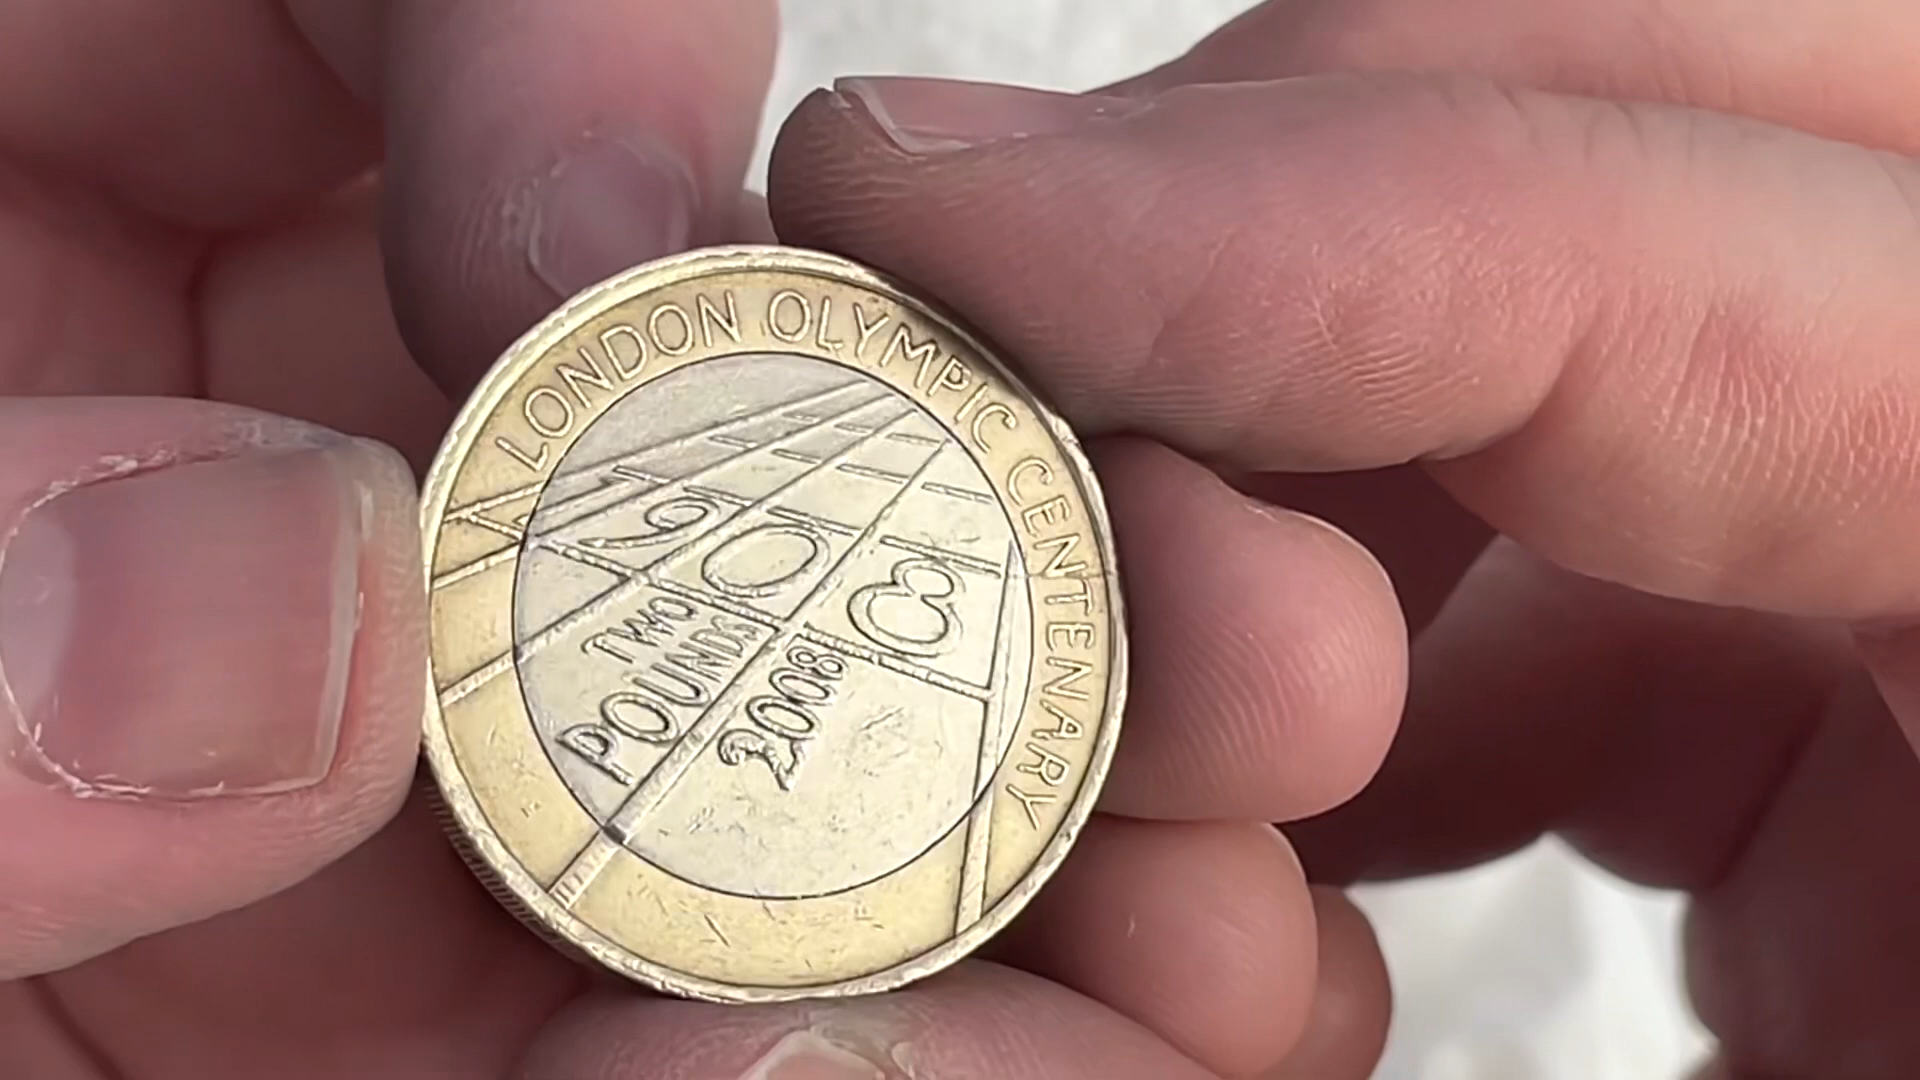 LONDON OLYMPIC CENTENARY
1908
TWO
POUNDS
2008